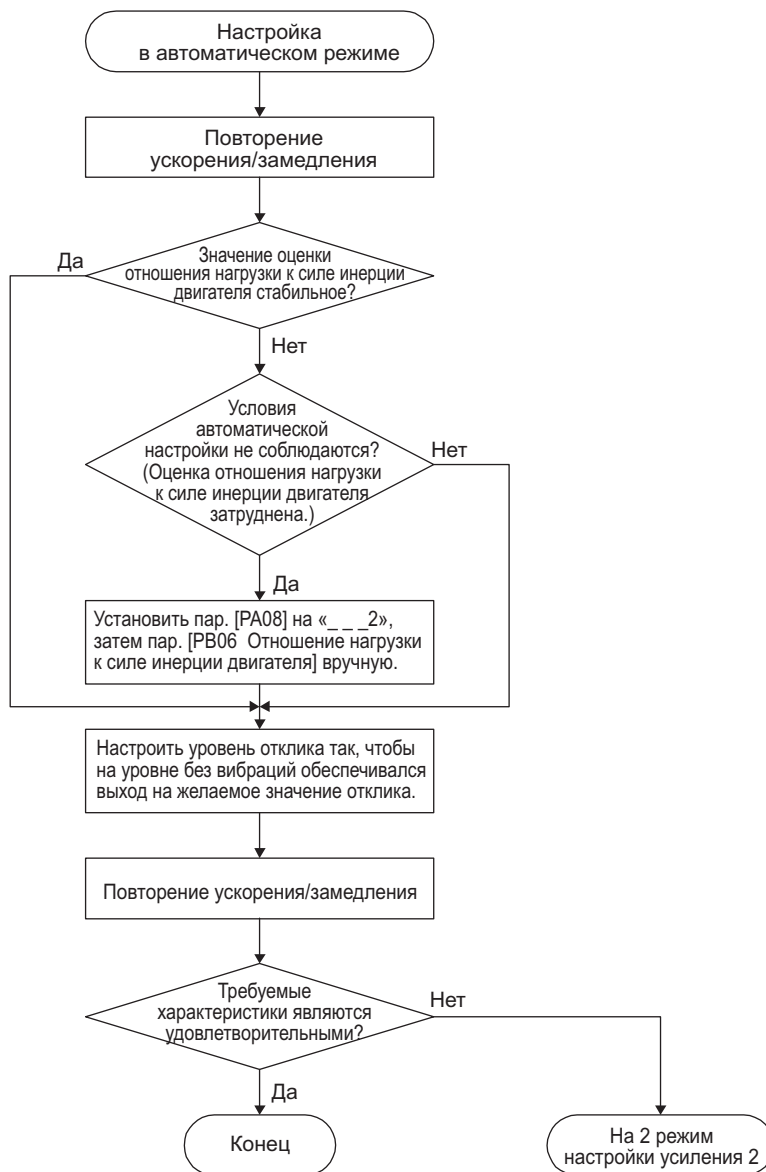 Настройка
в автоматическом режиме
Повторение
ускорения/замедления
Значение оценки
отношения нагрузки к силе инерции
двигателя стабильное?
Да
Нет
Условия
автоматической
настройки не соблюдаются?
(Оценка отношения нагрузки
к силе инерции двигателя
затруднена.)
Нет
Да
Установить пар. [PA08] на «_ _ _2»,
затем пар. [PB06 Отношение нагрузки
к силе инерции двигателя] вручную.
Настроить уровень отклика так, чтобы
на уровне без вибраций обеспечивался
выход на желаемое значение отклика.
Повторение ускорения/замедления
Требуемые
характеристики являются
удовлетворительными?
Нет
Да
Конец
На 2 режим
настройки усиления 2